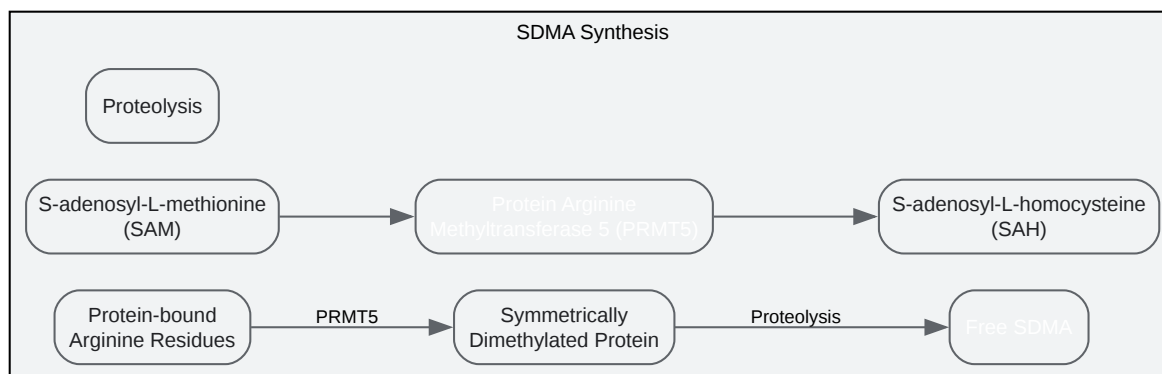 SDMA Synthesis
Proteolysis
S-adenosyl-L-methionine
(SAM)
Protein Arginine
Methyltransferase 5 (PRMT5)
S-adenosyl-L-homocysteine
(SAH)
Protein-bound
Arginine Residues
PRMT5
Symmetrically
Dimethylated Protein
Proteolysis
Free SDMA